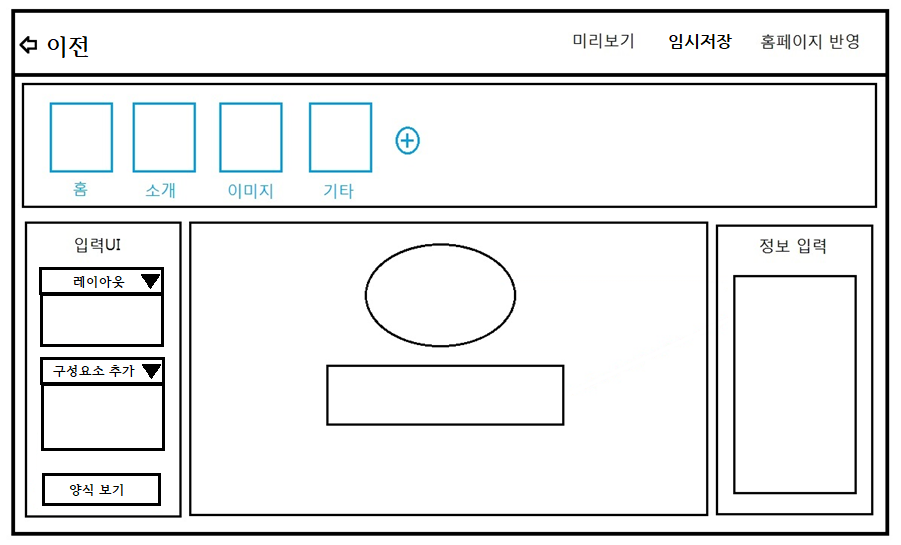 이전
미리보기 임시저장 홈페이지 반영
홈 소개 이미지 기타
입력UI
레이아웃
구성요소 추가
양식 보기
정보 입력